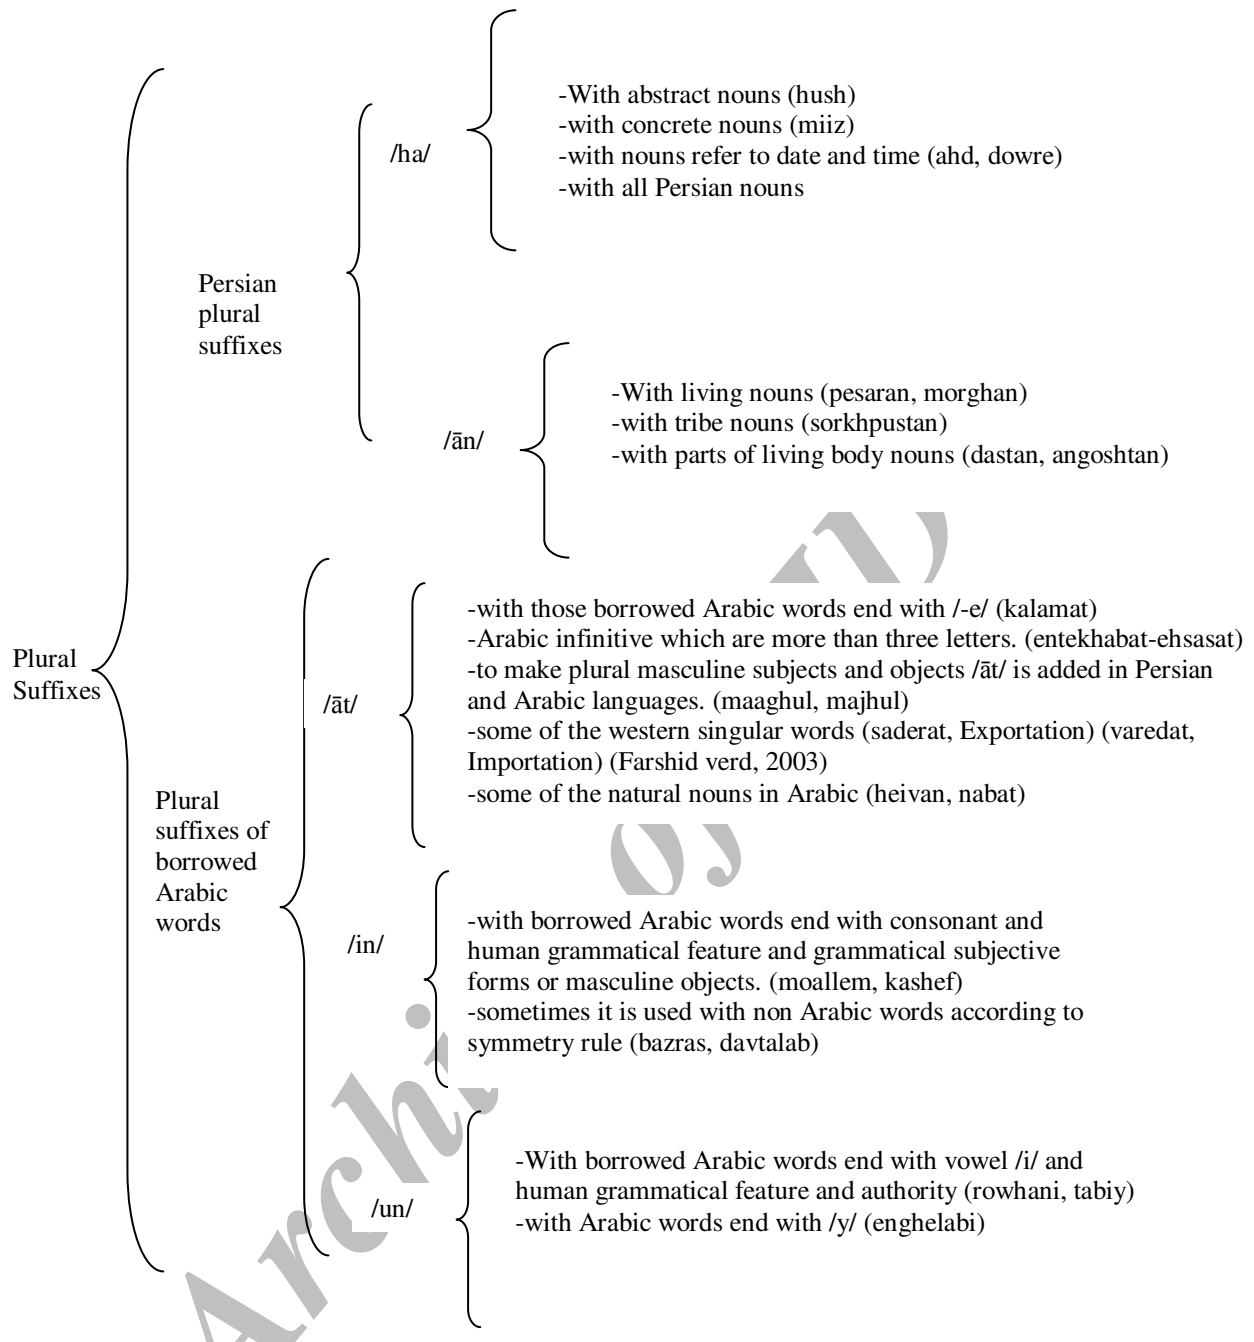 -With abstract nouns (hush)
-with concrete nouns (miiz)
-with nouns refer to date and time (ahd, dowre)
-with all Persian nouns
/ha/
Persian
plural
suffixes
-With living nouns (pesaran, morghan)
-with tribe nouns (sorkhpustan)
-with parts of living body nouns (dastan, angoshtan)
/ān/
Plural
Suffixes
-with those borrowed Arabic words end with /-e/ (kalamat)
-Arabic infinitive which are more than three letters. (entekhabat-ehsasat)
-to make plural masculine subjects and objects /āt/ is added in Persian
and Arabic languages. (maaghul, majhul)
-some of the western singular words (saderat, Exportation) (varedat,
Importation) (Farshid verd, 2003)
-some of the natural nouns in Arabic (heivan, nabat)
/āt/
Plural
suffixes of
borrowed
Arabic
words
-with borrowed Arabic words end with consonant and
human grammatical feature and grammatical subjective
forms or masculine objects. (moallem, kashef)
-sometimes it is used with non Arabic words according to
symmetry rule (bazras, davtalab)
/in/
-With borrowed Arabic words end with vowel /i/ and
human grammatical feature and authority (rowhani, tabiy)
-with Arabic words end with /y/ (enghelabi)
/un/